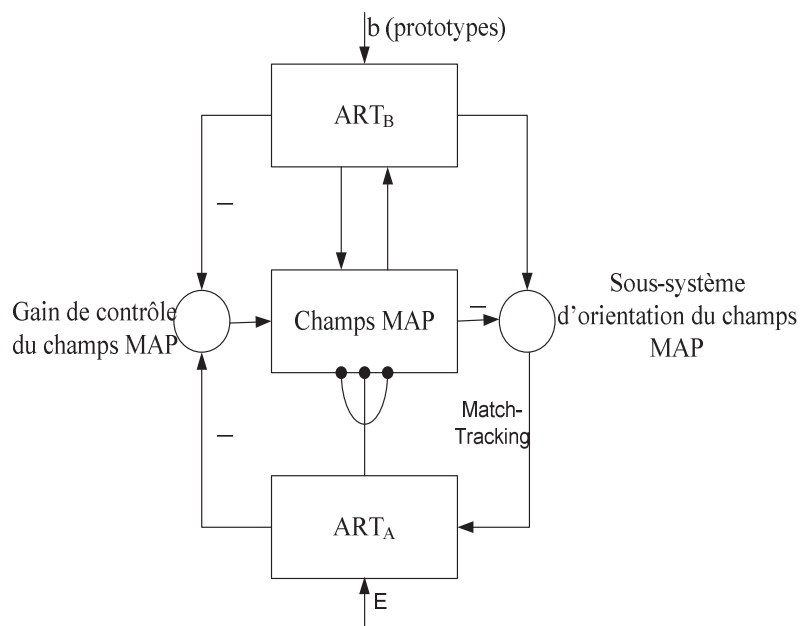 b (prototypes)
ART_B
–
Gain de contrôle
du champs MAP
Champs MAP
–
Sous-système
d'orientation du champs
MAP
Match-
Tracking
–
ART_A
E